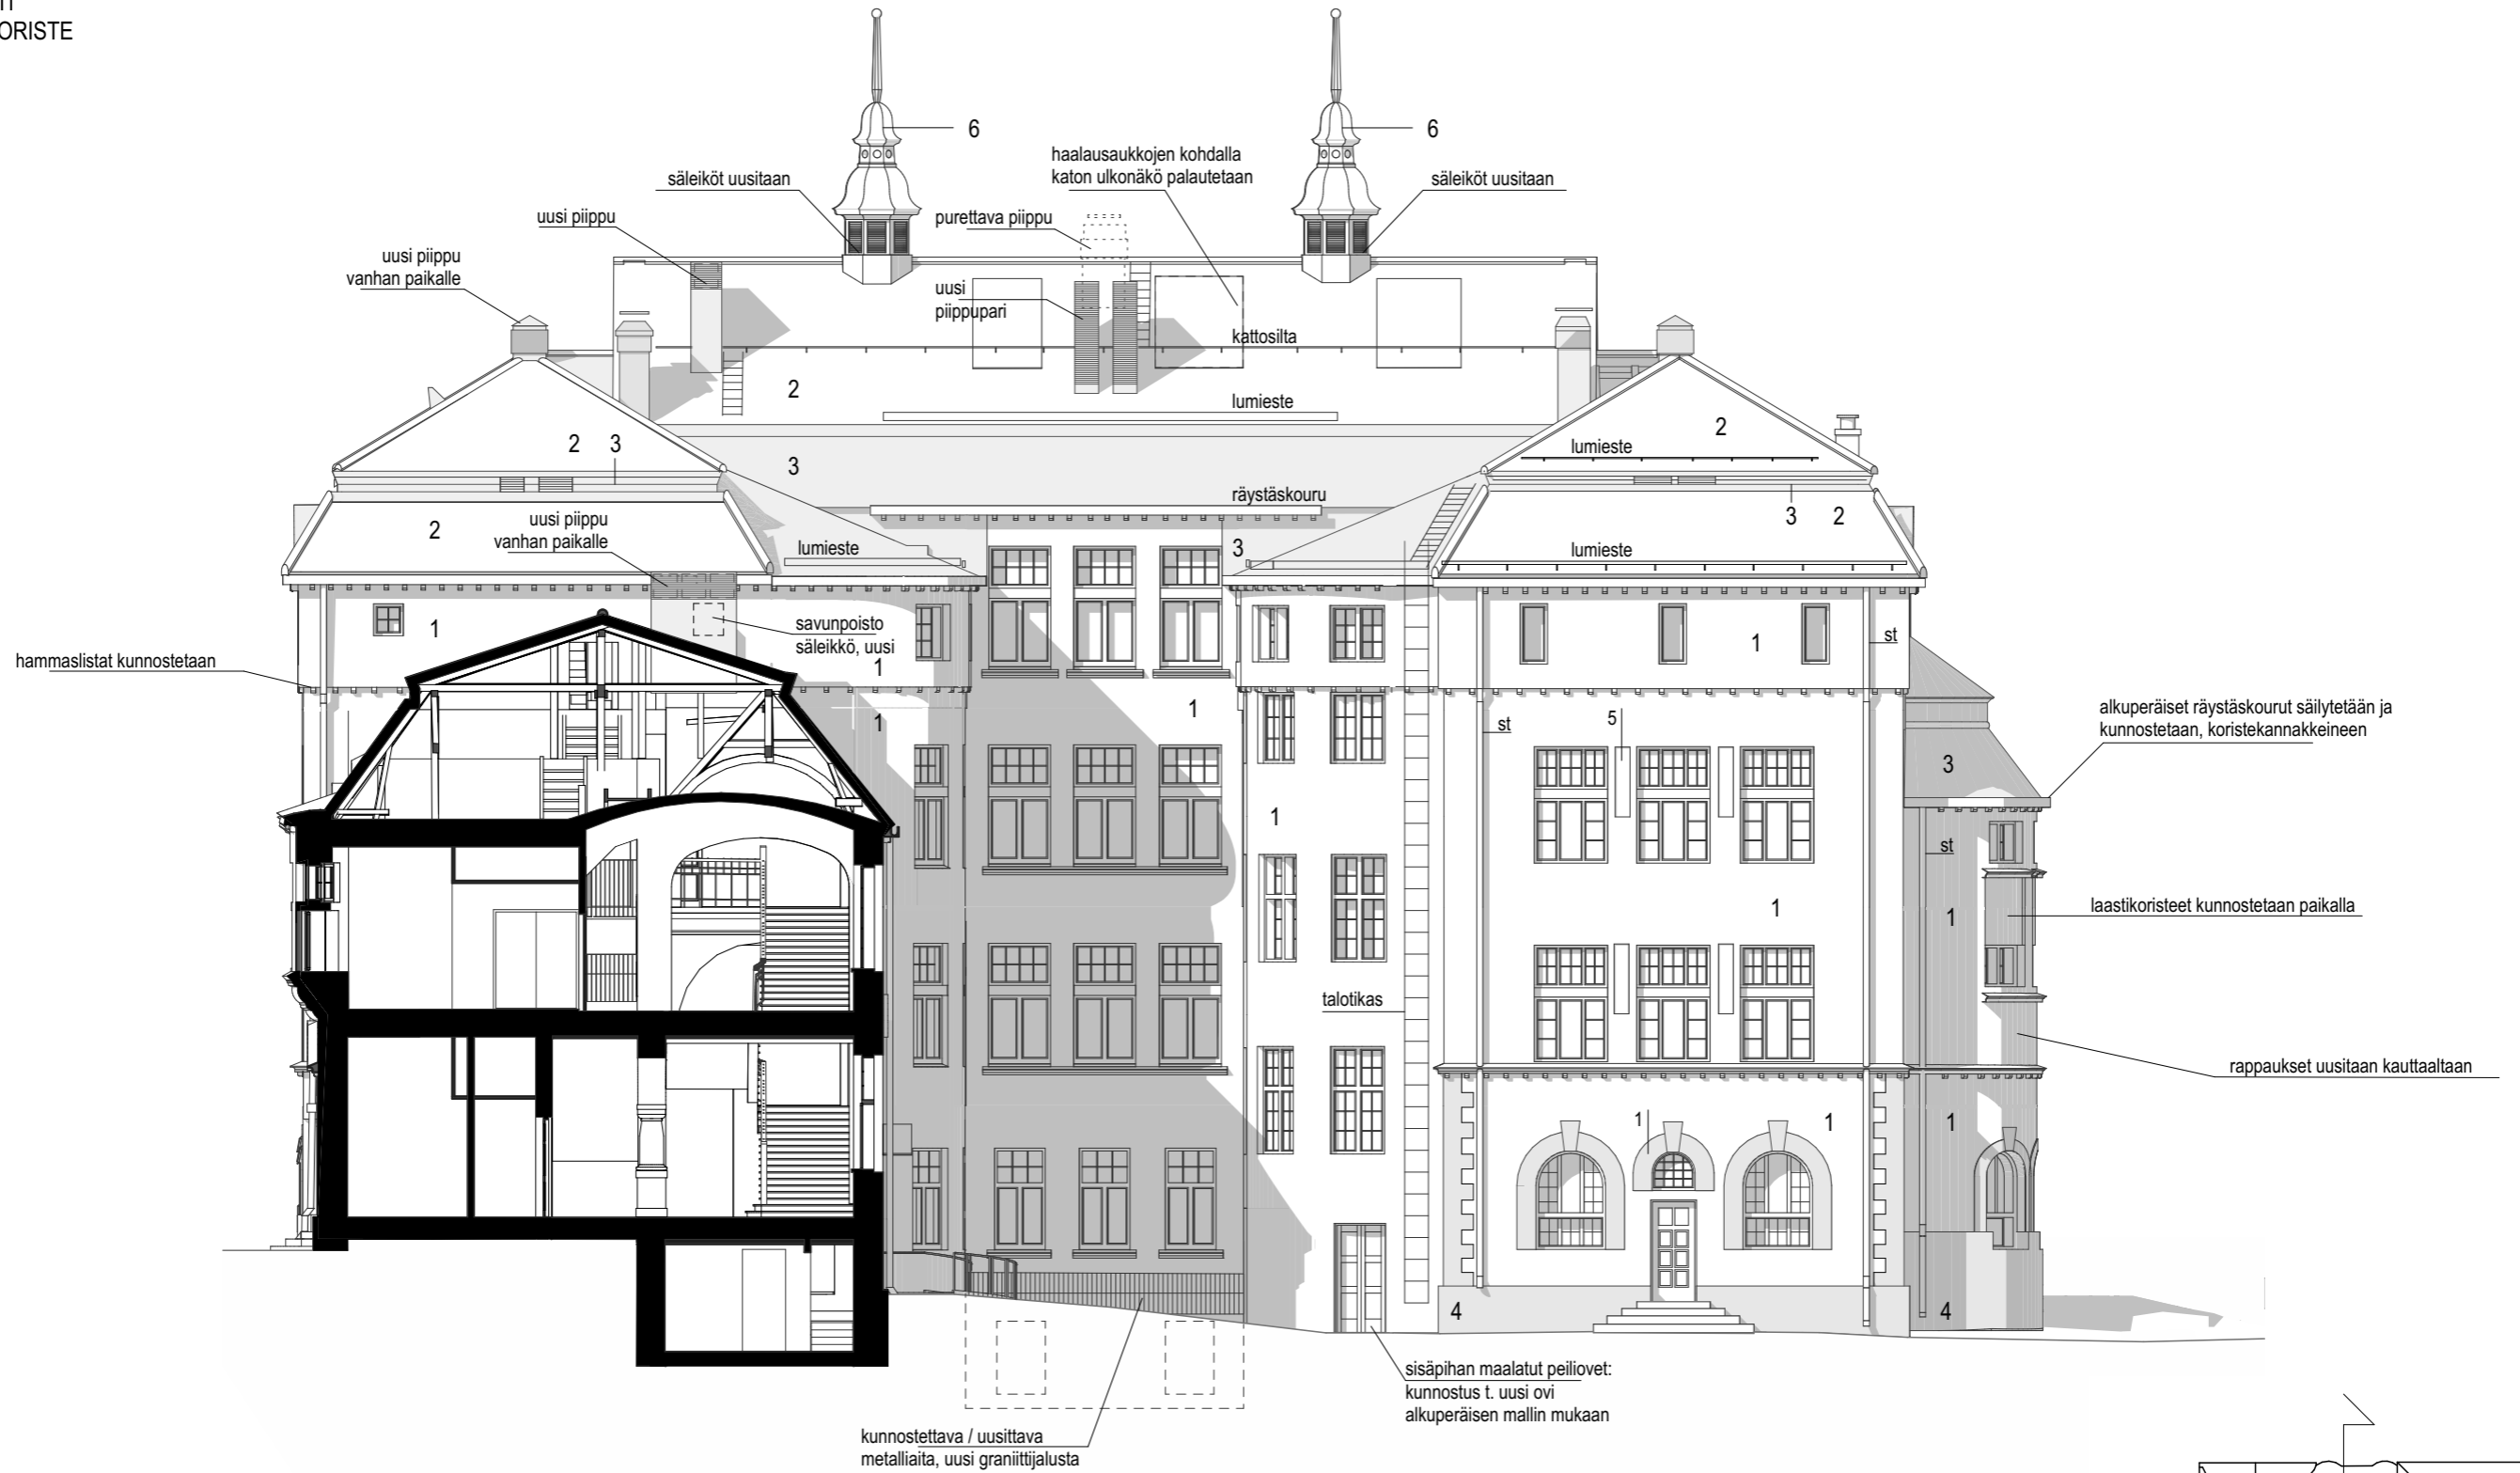 ORISTE
6
6
haalausaukkojen kohdalla
katon ulkonäkö palautetaan
säleiköt uusitaan
säleiköt uusitaan
uusi piippu
purettava piippu
uusi piippu
vanhan paikalle
uusi
piippupari
kattosilta
2
lumieste
2
3
3
2
lumieste
räystäskouru
3
2
2
uusi piippu
vanhan paikalle
lumieste
3
lumieste
1
savunpoisto
säleikkö, uusi
1
1
st
hammaslistat kunnostetaan
1
1
5
st
alkuperäiset räystäskourut säilytetään ja
kunnostetaan, koristekannakkeineen
3
1
st
1
1
laastikoristeet kunnostetaan paikalla
talotikas
rappaukset uusitaan kauttaaltaan
1
1
1
4
4
sisäpihan maalatut peiliovet:
kunnostus t. uusi ovi
alkuperäisen mallin mukaan
kunnostettava / uusittava
metalliaita, uusi graniittijalusta